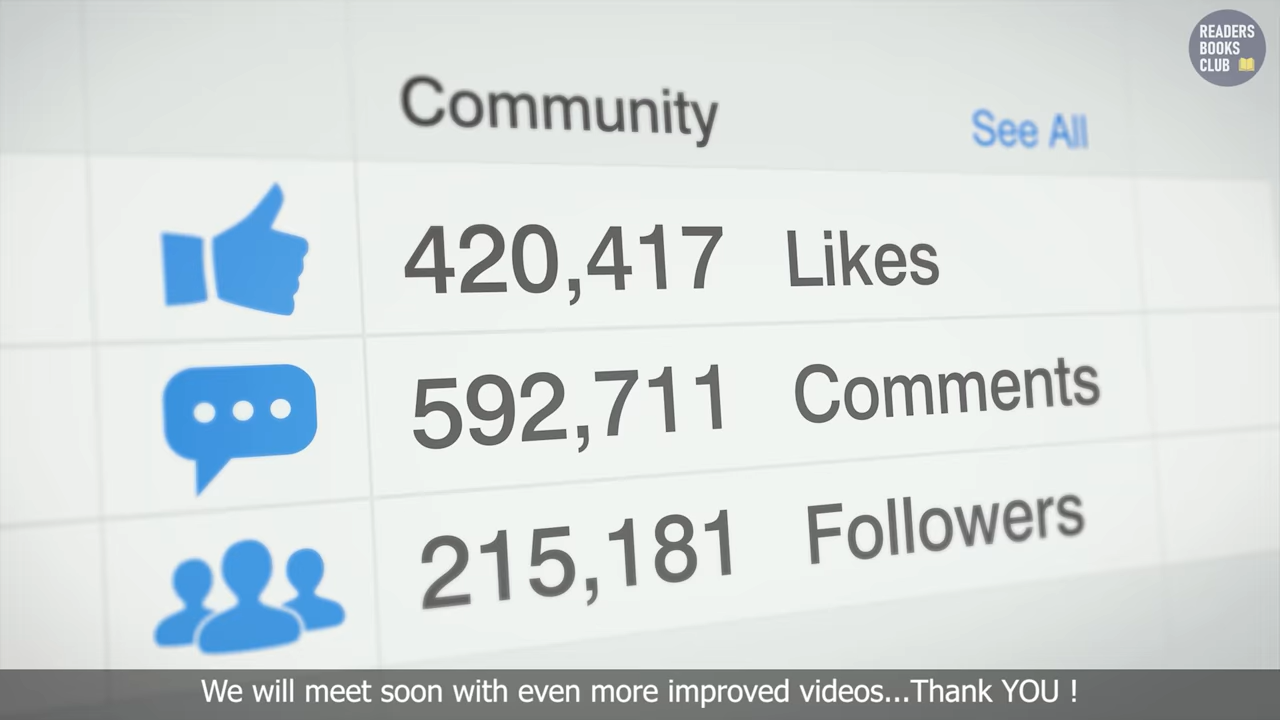 READERS
BOOKS
CLUB
Community
See All
420,417 Likes
592,711 Comments
215,181 Followers
We will meet soon with even more improved videos...Thank YOU !